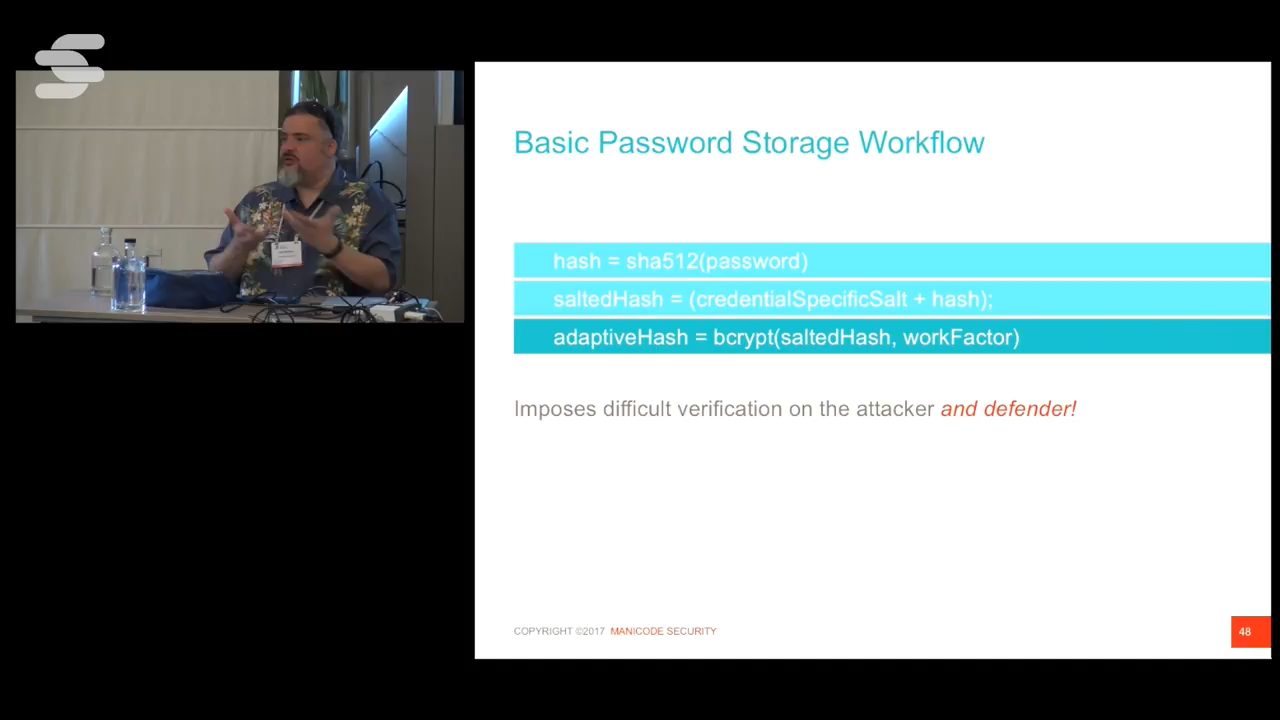 Basic Password Storage Workflow
hash = sha512(password)
saltedHash = (credentialSpecificSalt + hash);
adaptiveHash = bcrypt(saltedHash, workFactor)
Imposes difficult verification on the attacker and defender!
COPYRIGHT ©2017 MANICODE SECURITY
48